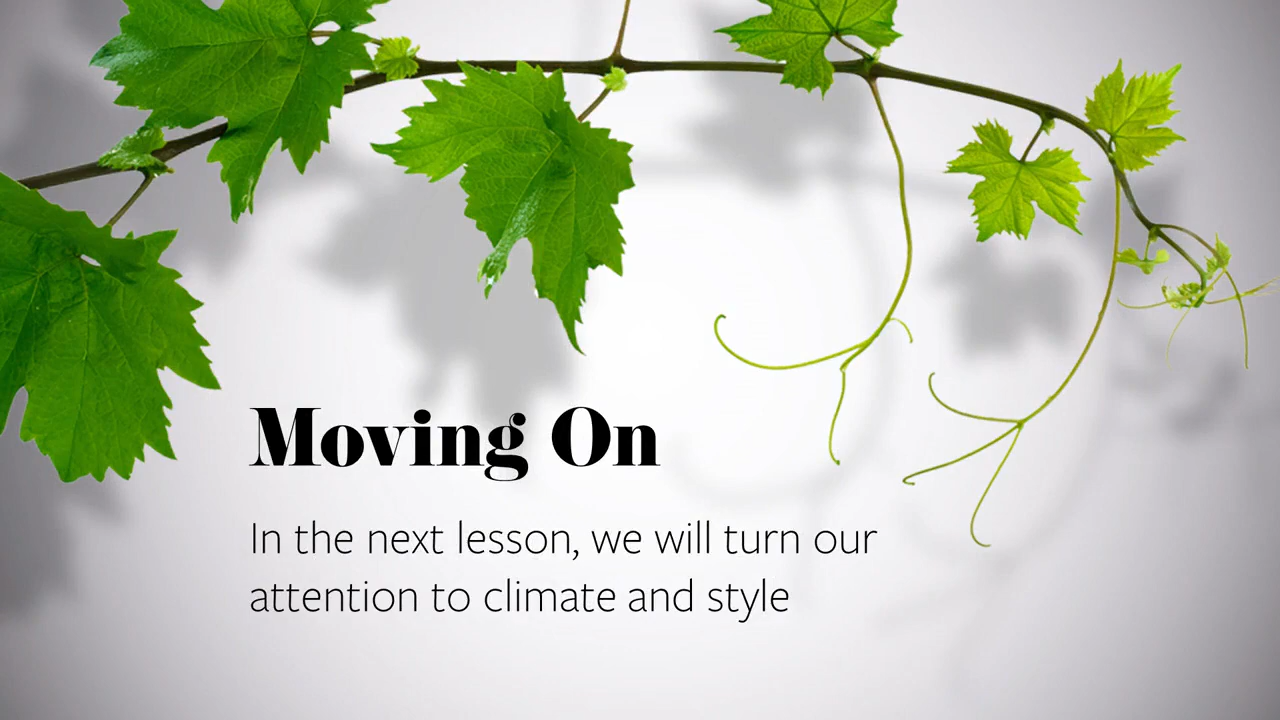 Moving On
In the next lesson, we will turn our
attention to climate and style